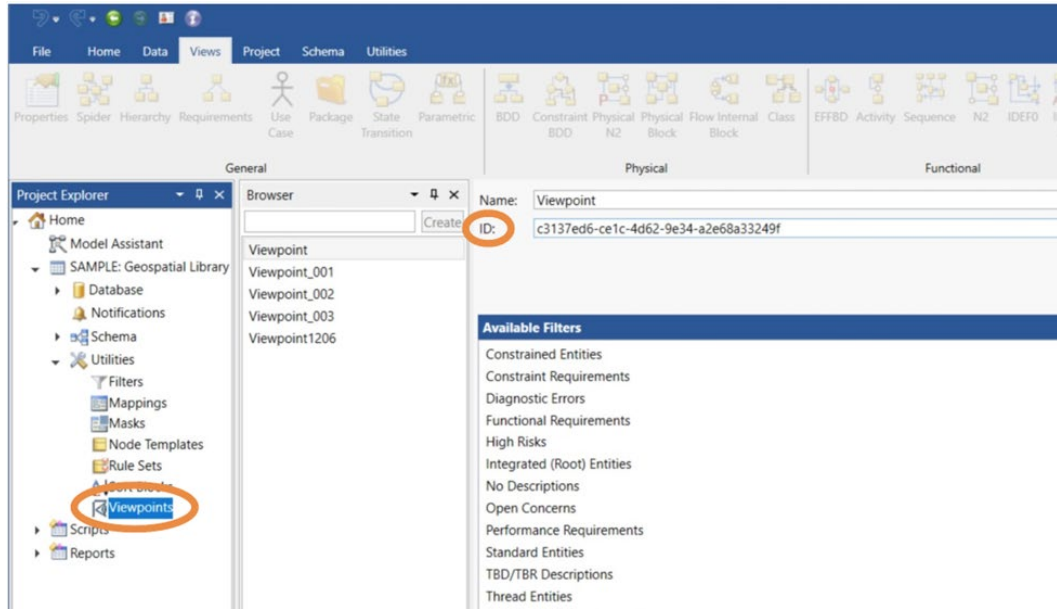 File Home Data Views Project Schema Utilities
Properties Spider Hierarchy Requirements Use Case Package State Transition Parametric
General
BDD Constraint BDD Physical N2 Physical Block Flow Internal Block Class
Physical
EFFBD Activity Sequence N2 IDEF0
Functional
Project Explorer
Home
Model Assistant
SAMPLE: Geospatial Library
Database
Notifications
Schema
Utilities
Filters
Mappings
Masks
Node Templates
Rule Sets
Sort Blocks
Viewpoints
Scripts
Reports
Browser
Create
Viewpoint
Viewpoint_001
Viewpoint_002
Viewpoint_003
Viewpoint1206
Name: Viewpoint
ID: c3137ed6-ce1c-4d62-9e34-a2e68a33249f
Available Filters
Constrained Entities
Constraint Requirements
Diagnostic Errors
Functional Requirements
High Risks
Integrated (Root) Entities
No Descriptions
Open Concerns
Performance Requirements
Standard Entities
TBD/TBR Descriptions
Thread Entities